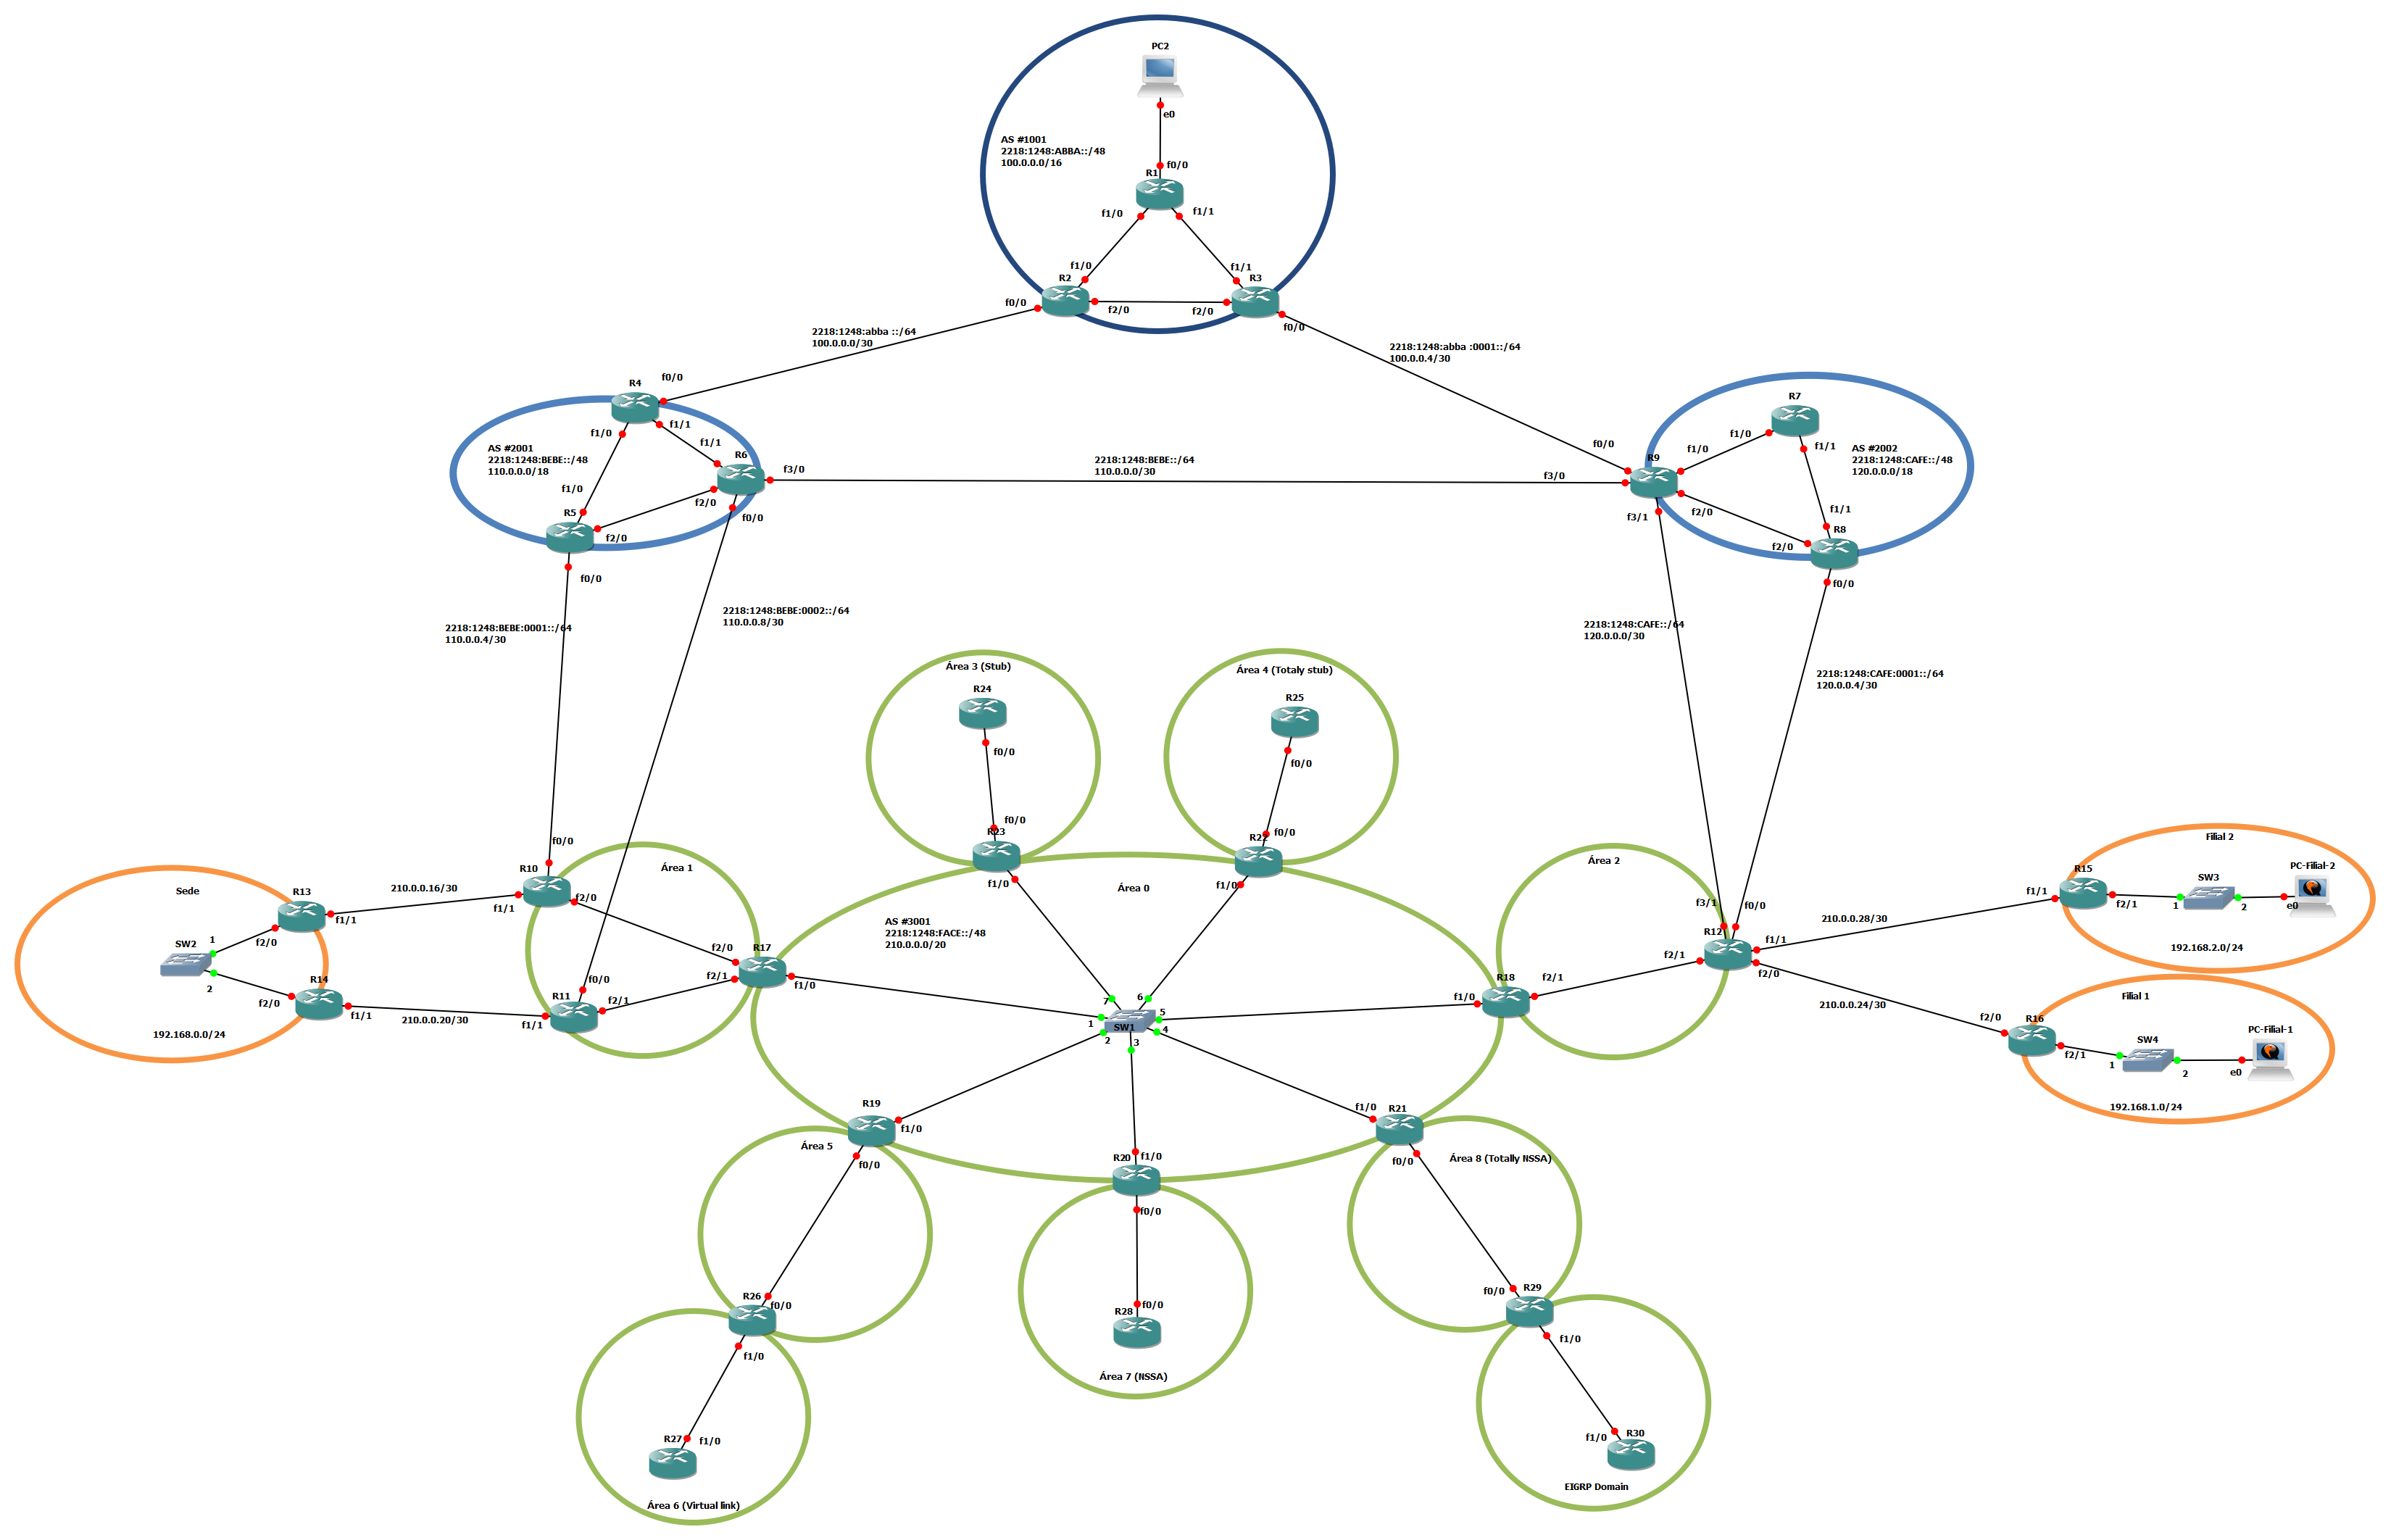 PC2
e0
AS #1001
2218:1248:ABBA::/48
100.0.0.0/16
f0/0
R1
f1/0
f1/1
f1/0
f1/1
R2
R3
f0/0
f2/0
f2/0
f0/0
2218:1248:abba ::/64
100.0.0.0/30
2218:1248:abba :0001::/64
100.0.0.4/30
R4
f0/0
f1/0
f1/1
f1/1
AS #2001
2218:1248:BEBE::/48
110.0.0.0/18
R6
f3/0
f1/0
f2/0
f0/0
R5
f2/0
f0/0
2218:1248:BEBE::/64
110.0.0.0/30
R7
f1/0
f1/1
f0/0
f1/0
AS #2002
2218:1248:CAFE::/48
120.0.0.0/18
R9
f3/0
f2/0
f3/1
f1/1
R8
f2/0
f0/0
2218:1248:BEBE:0001::/64
110.0.0.4/30
2218:1248:BEBE:0002::/64
110.0.0.8/30
2218:1248:CAFE::/64
120.0.0.0/30
2218:1248:CAFE:0001::/64
120.0.0.4/30
Área 3 (Stub)
R24
f0/0
f0/0
R23
f1/0
Área 4 (Totaly stub)
R25
f0/0
f0/0
R22
f1/0
Sede
R13
f1/1
f2/0
SW2
1
2
R14
f2/0
f1/1
192.168.0.0/24
210.0.0.16/30
210.0.0.20/30
f0/0
R10
f1/1
f2/0
Área 1
f2/0
R17
f2/1
f1/0
f0/0
R11
f2/1
f1/1
Área 0
AS #3001
2218:1248:FACE::/48
210.0.0.0/20
7
6
5
1
SW1
4
2
3
Área 2
f1/0
R18
f2/1
f3/1
f0/0
R12
f1/1
f2/1
f2/0
210.0.0.28/30
210.0.0.24/30
Filial 2
R15
f1/1
f2/1
1
SW3
2
PC-Filial-2
e0
192.168.2.0/24
Filial 1
f2/0
R16
f2/1
1
SW4
2
PC-Filial-1
e0
192.168.1.0/24
R19
f1/0
f0/0
Área 5
R26
f0/0
f1/0
R27
f1/0
Área 6 (Virtual link)
R20
f1/0
f0/0
f0/0
R28
Área 7 (NSSA)
f1/0
R21
f0/0
Área 8 (Totally NSSA)
f0/0
R29
f1/0
f1/0
R30
EIGRP Domain